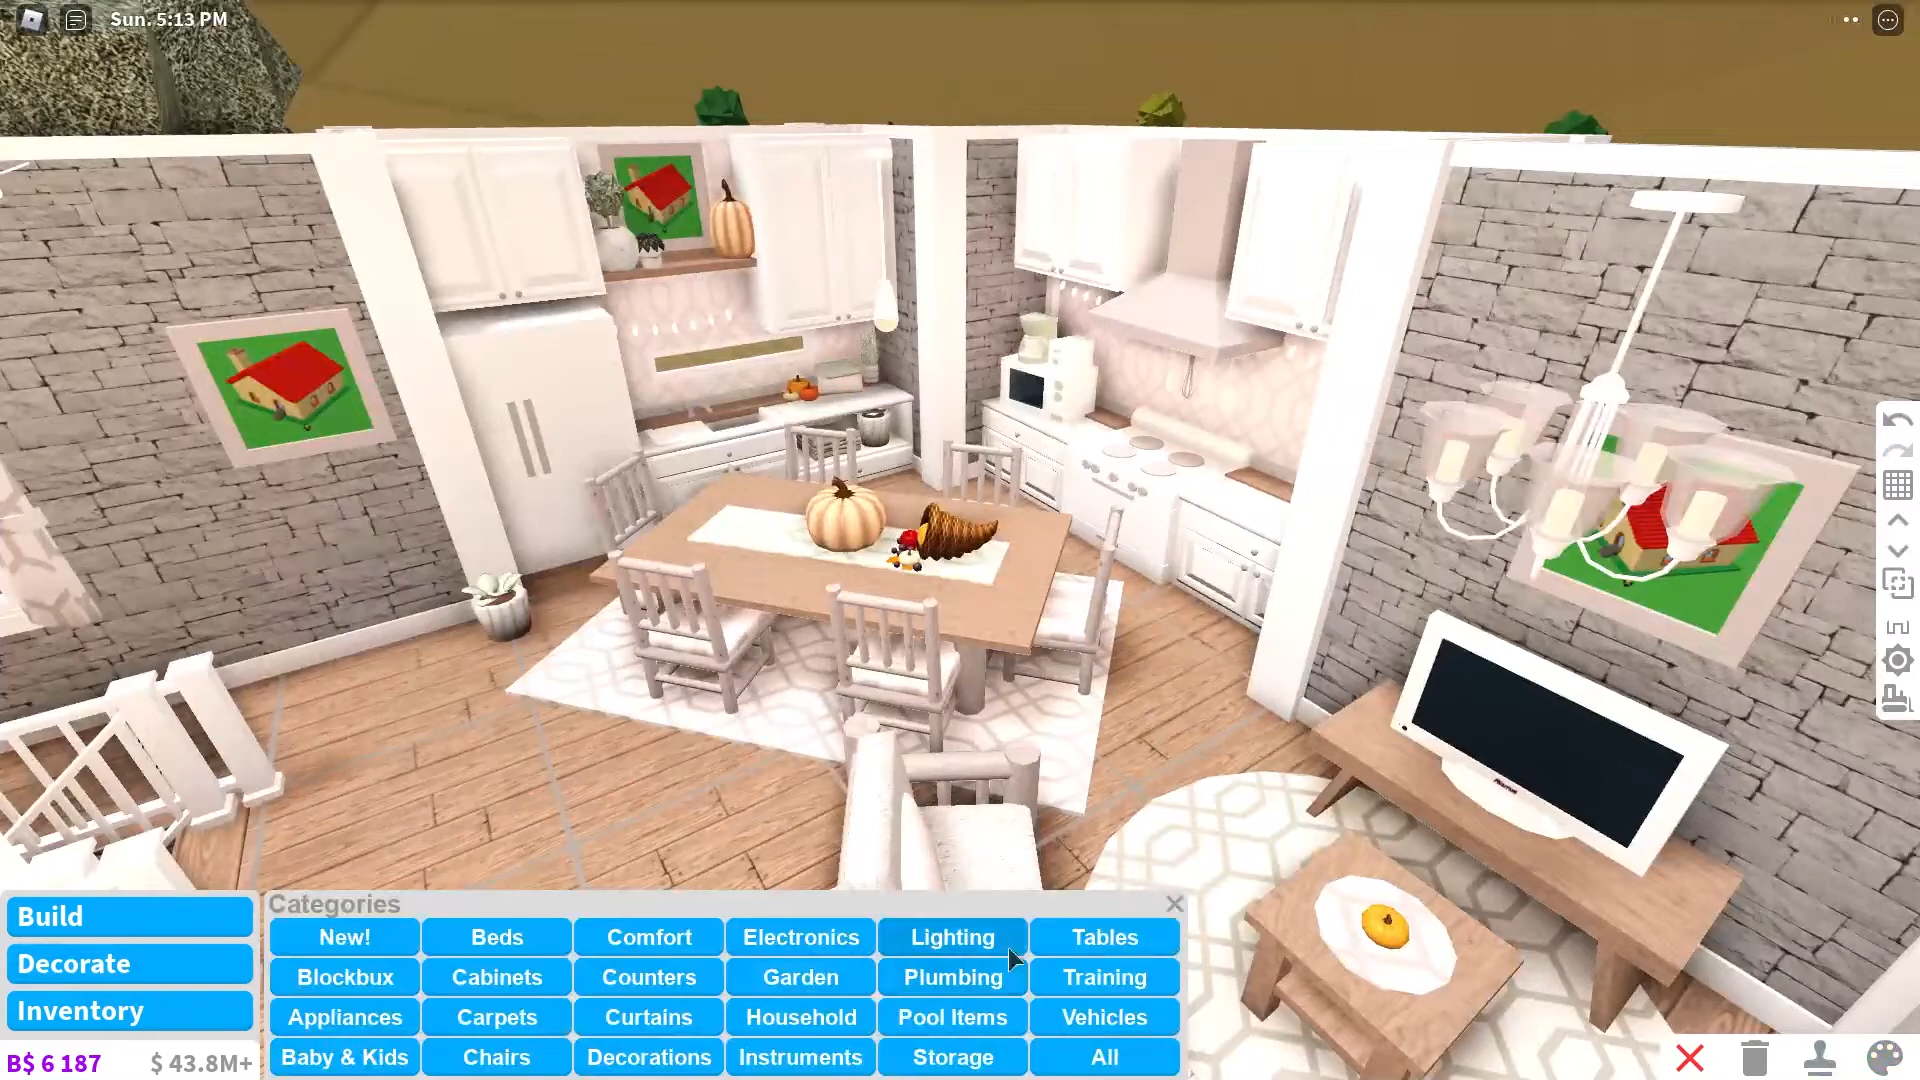 Sun. 5:13 PM
Build
Decorate
Inventory
B$ 6 187
$ 43.8M+
Categories
New!
Beds
Comfort
Electronics
Lighting
Tables
Blockbux
Cabinets
Counters
Garden
Plumbing
Training
Appliances
Carpets
Curtains
Household
Pool Items
Vehicles
Baby & Kids
Chairs
Decorations
Instruments
Storage
All